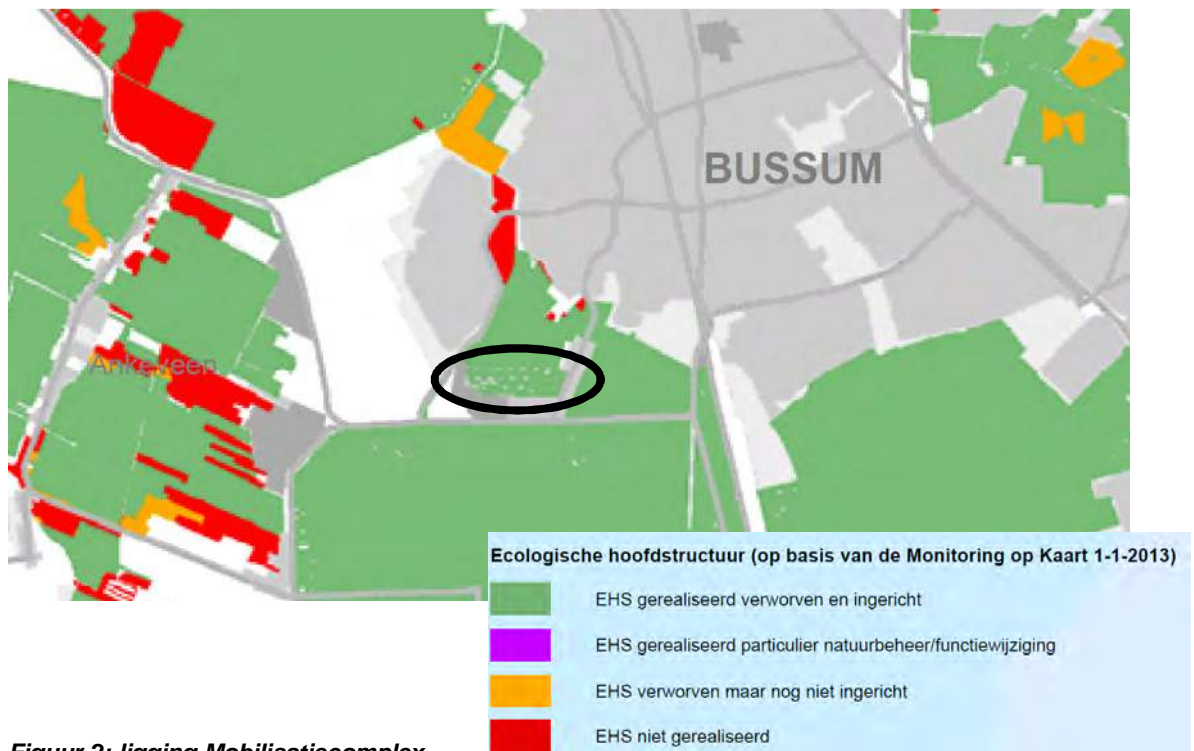 BUSSUM
Ankeveen
Ecologische hoofdstructuur (op basis van de Monitoring op Kaart 1-1-2013)
EHS gerealiseerd verworven en ingericht
EHS gerealiseerd particulier natuurbeheer/functiewijziging
EHS verworven maar nog niet ingericht
EHS niet gerealiseerd
Figuur 2: ligging Mobilisatiecomplex